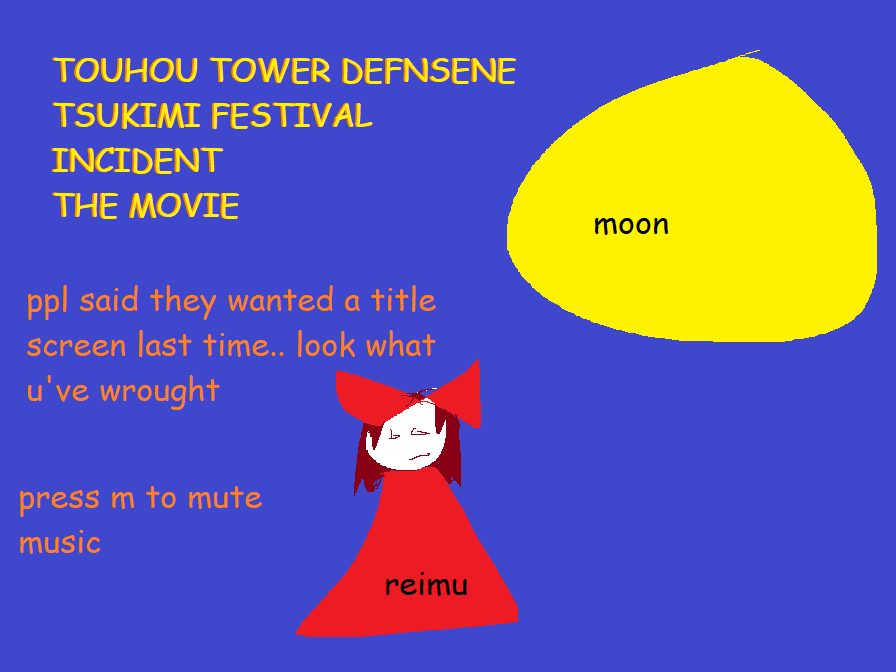 TOUHOU TOWER DEFNSENE
TSUKIMI FESTIVAL
INCIDENT
THE MOVIE
moon
ppl said they wanted a title
screen last time.. look what
u've wrought
press m to mute
music
reimu